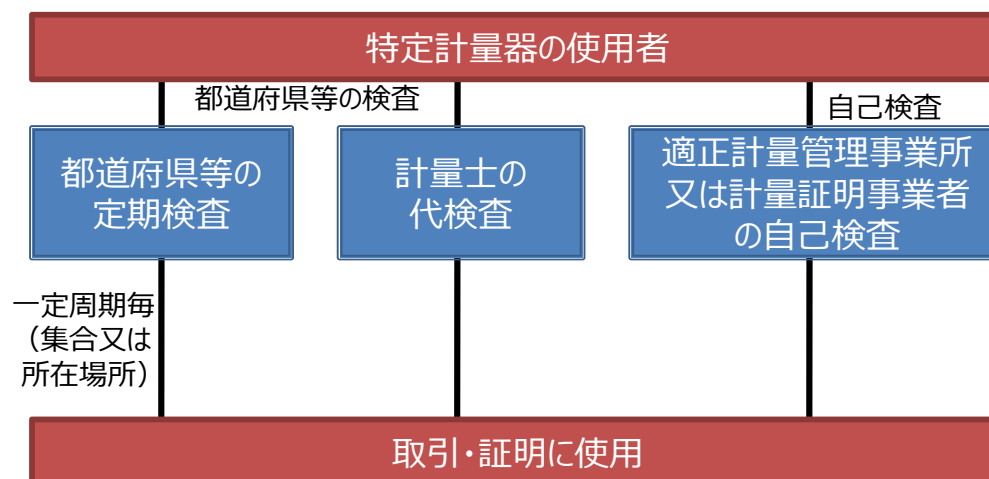 特定計量器の使用者
都道府県等の検査
自己検査
都道府県等の
定期検査
計量士の
代検査
適正計量管理事業所
又は計量証明事業者
の自己検査
一定周期毎
（集合又は
所在場所）
取引・証明に使用